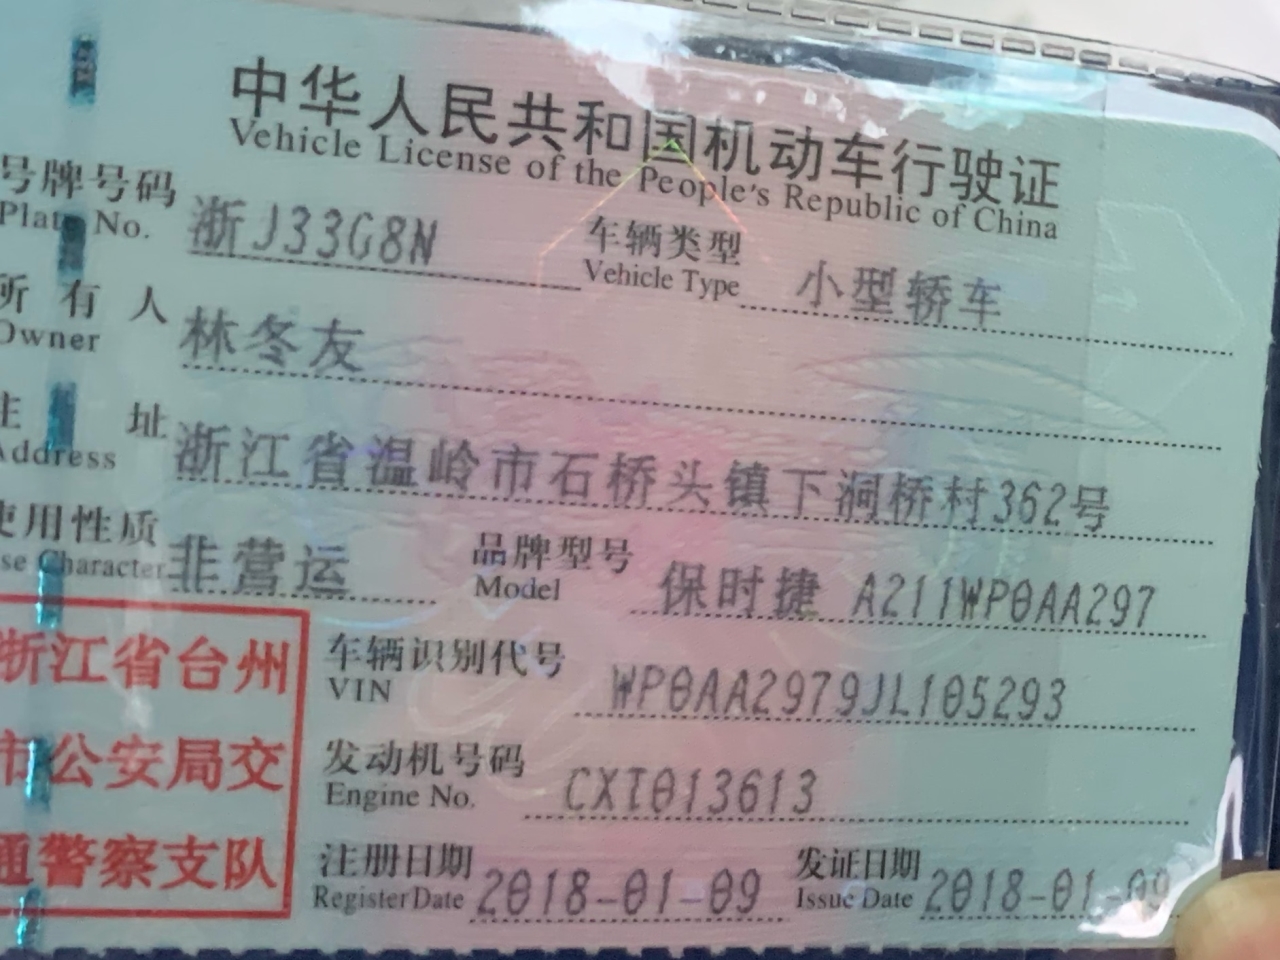 中华人民共和国机动车行驶证
Vehicle License of the People's Republic of China
号牌号码 浙J33G8N 车辆类型 小型轿车
Plate No. Vehicle Type
所有人 林冬友
Owner
住址 浙江省温岭市石桥头镇下洞桥村362号
Address
使用性质 非营运 品牌型号 保时捷 A211WP0AA297
Use Character Model
浙江省台州
市公安局交
通警察支队
车辆识别代号 WP0AA2979JL105293
VIN
发动机号码 CXT013613
Engine No.
注册日期 2018-01-09 发证日期 2018-01-09
Register Date Issue Date